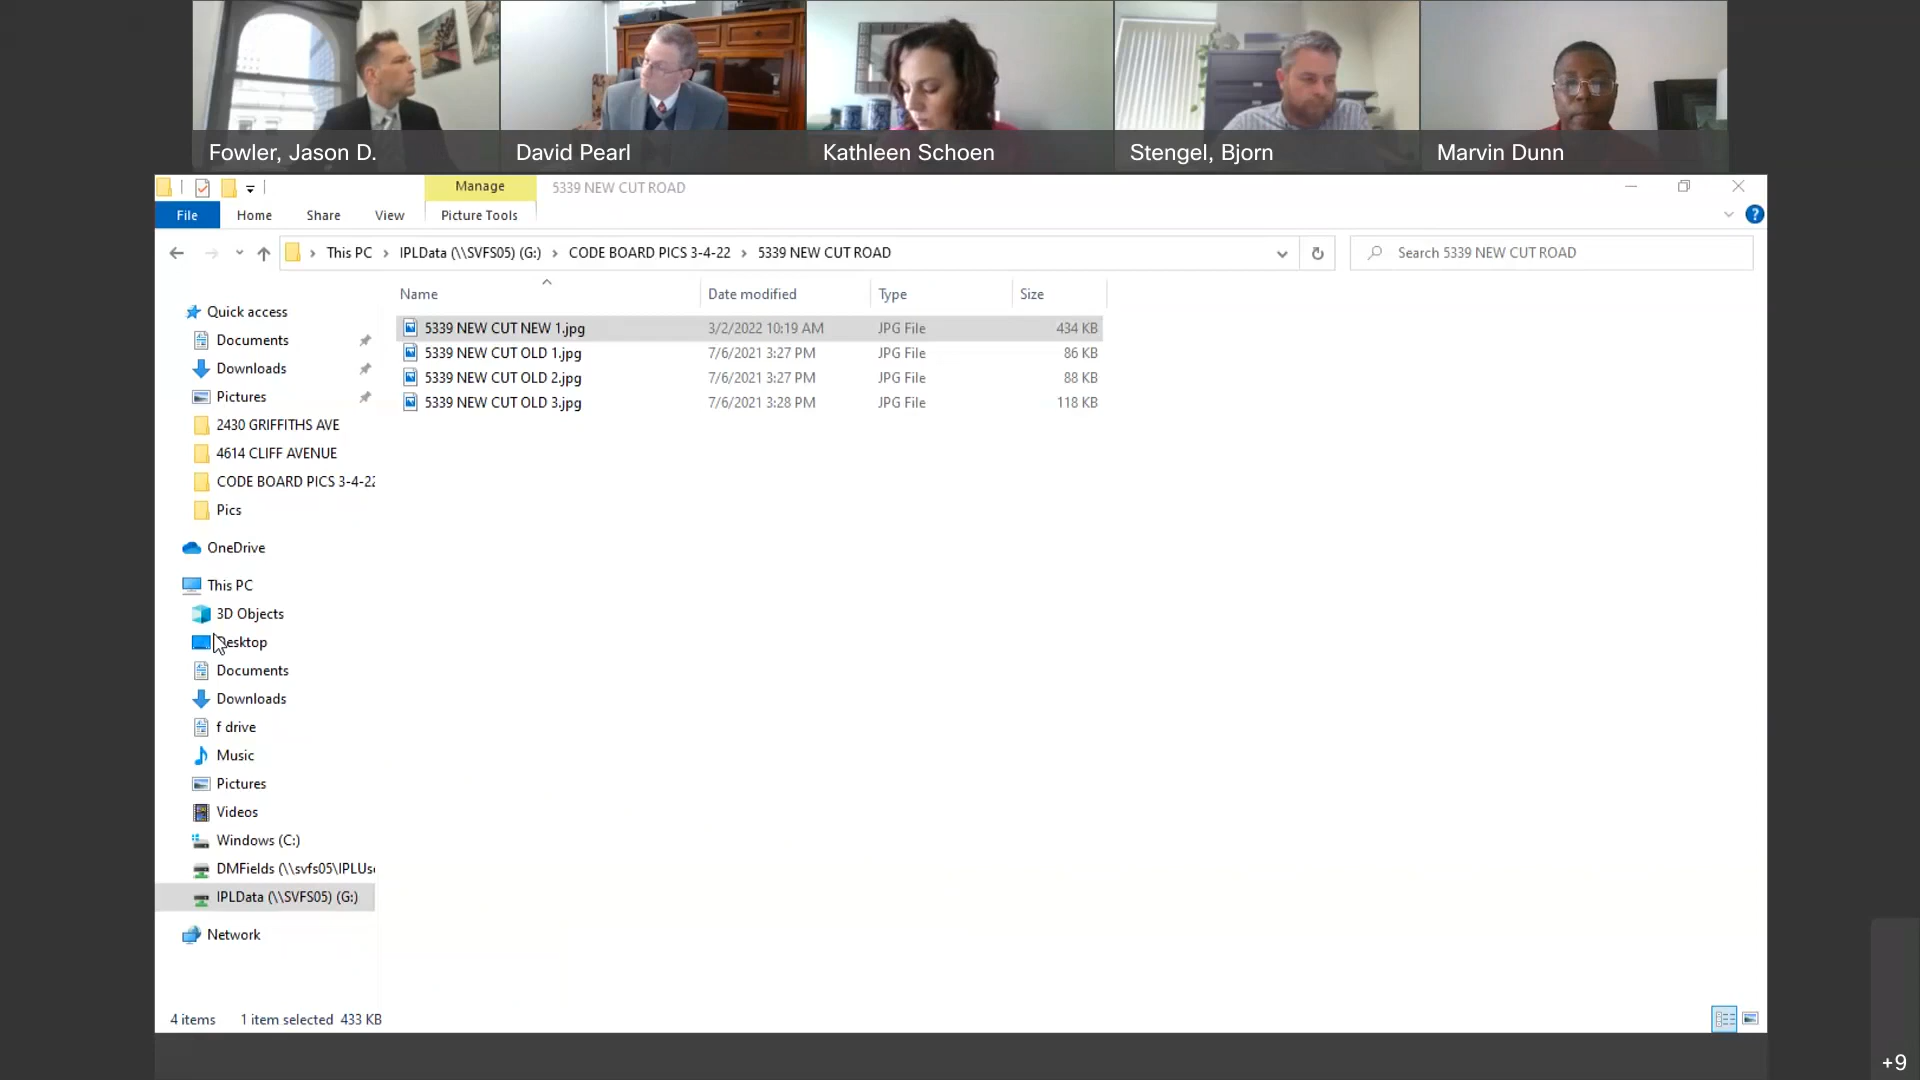 Fowler, Jason D.
David Pearl
Kathleen Schoen
Stengel, Bjorn
Marvin Dunn
Manage
5339 NEW CUT ROAD
File
Home
Share
View
Picture Tools
This PC
IPLData (\\SVFS05) (G:)
CODE BOARD PICS 3-4-22
5339 NEW CUT ROAD
Search 5339 NEW CUT ROAD
Name
Date modified
Type
Size
5339 NEW CUT NEW 1.jpg 3/2/2022 10:19 AM JPG File 434 KB
5339 NEW CUT OLD 1.jpg 7/6/2021 3:27 PM JPG File 86 KB
5339 NEW CUT OLD 2.jpg 7/6/2021 3:27 PM JPG File 88 KB
5339 NEW CUT OLD 3.jpg 7/6/2021 3:28 PM JPG File 118 KB
Quick access
Documents
Downloads
Pictures
2430 GRIFFITHS AVE
4614 CLIFF AVENUE
CODE BOARD PICS 3-4-22
Pics
OneDrive
This PC
3D Objects
Desktop
Documents
Downloads
f drive
Music
Pictures
Videos
Windows (C:)
DMFields (\\svfs05\IPLUse
IPLData (\\SVFS05) (G:)
Network
4 items 1 item selected 433 KB
+9